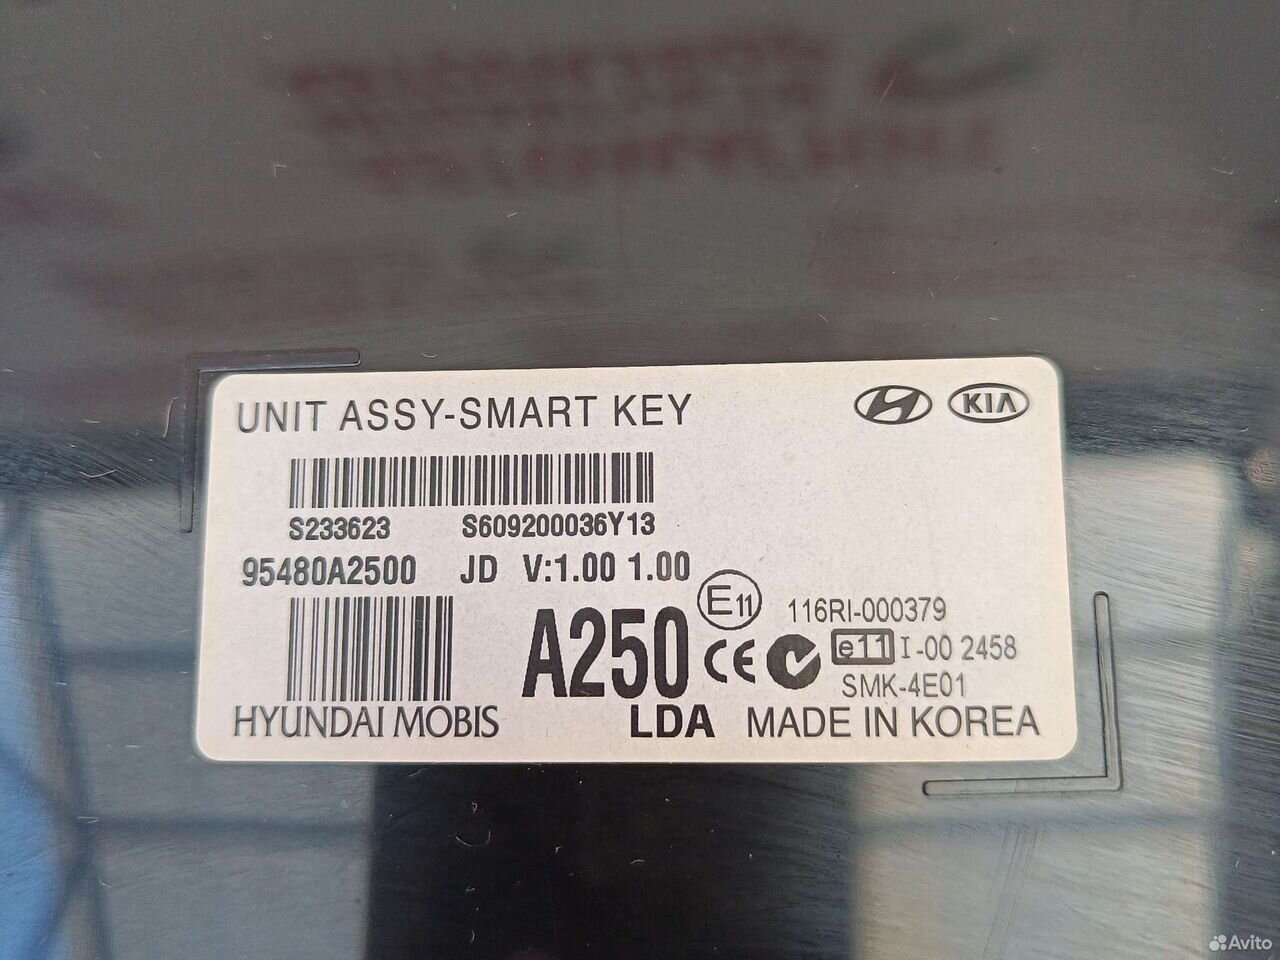 UNIT ASSY-SMART KEY
KIA
S233623 S609200036Y13
95480A2500 JD V:1.00 1.00
A250 E11 116RI-000379
CE e11 I-00 2458
SMK-4E01
HYUNDAI MOBIS LDA MADE IN KOREA
Avito